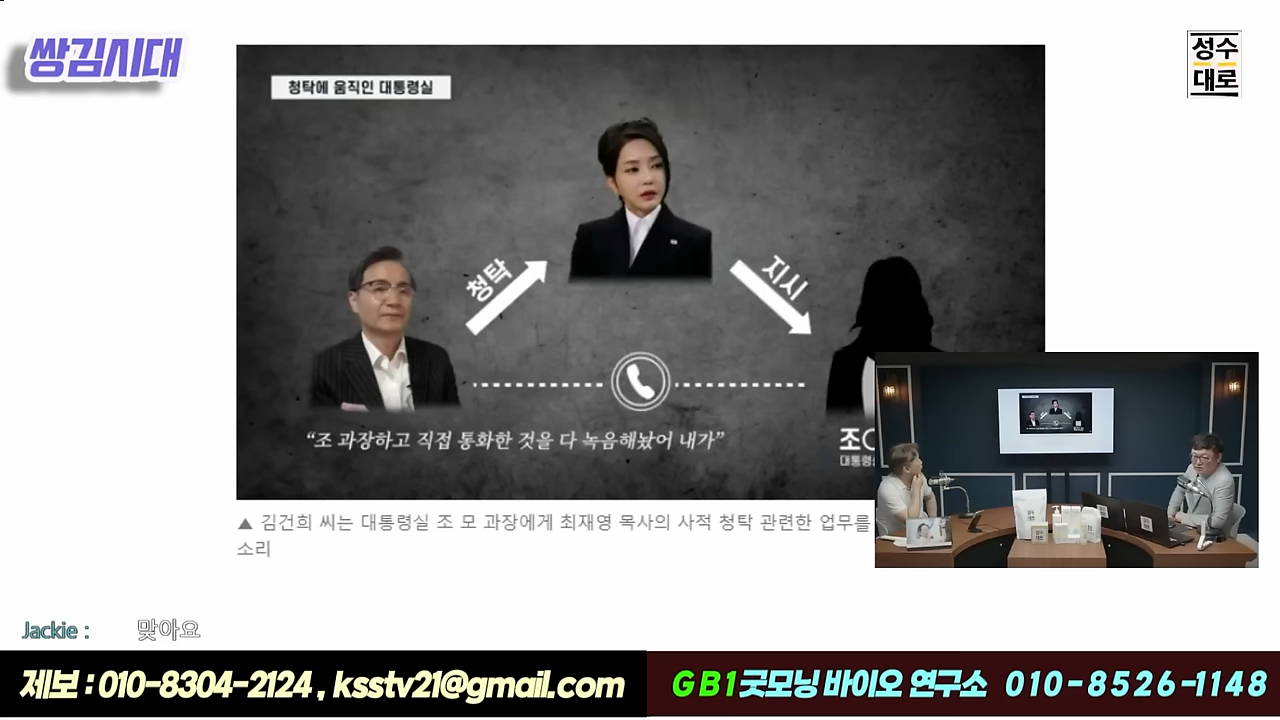 쌍김시대
성수
대로
청탁에 움직인 대통령실
청탁
지시
“조 과장하고 직접 통화한 것을 다 녹음해놨어 내가”
조
대통령실
▲ 김건희 씨는 대통령실 조 모 과장에게 최재영 목사의 사적 청탁 관련한 업무를
소리
Jackie : 맞아요
제보 : 010-8304-2124 , ksstv21@gmail.com
GB1굿모닝 바이오 연구소 010-8526-1148